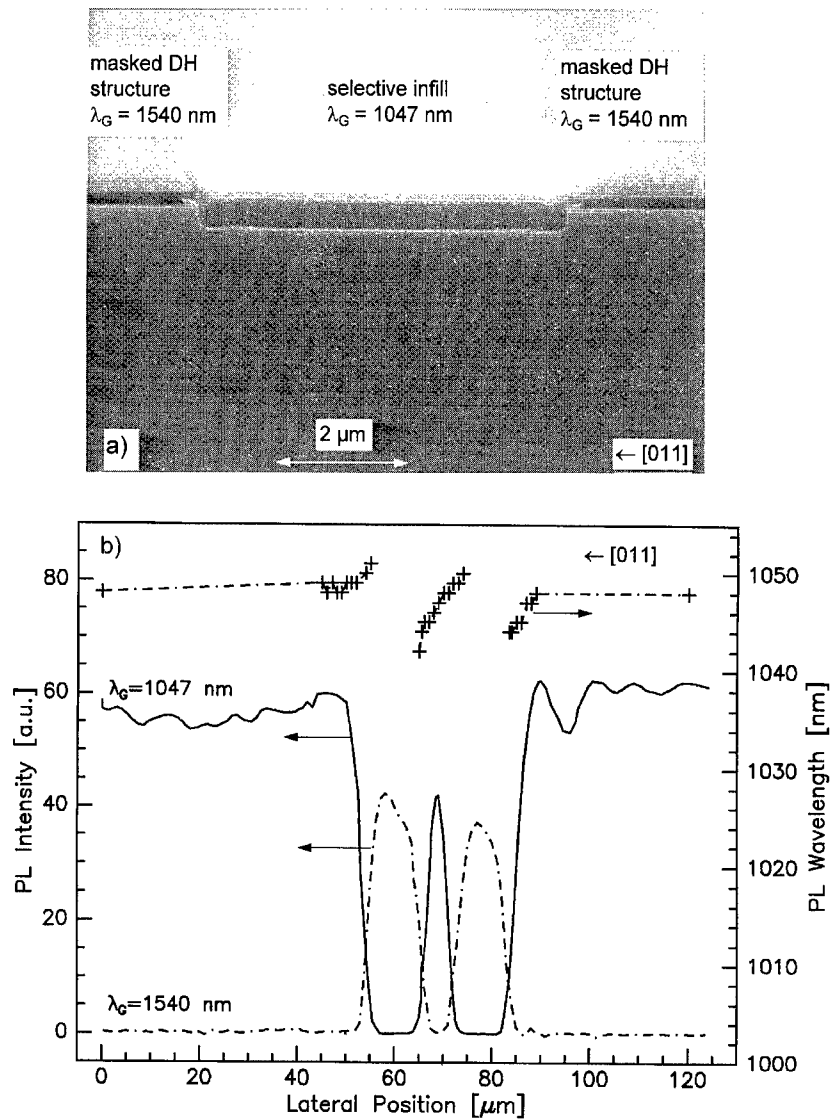 masked DH
structure
λG = 1540 nm
selective infill
λG = 1047 nm
masked DH
structure
λG = 1540 nm
2 µm
a)
← [011]
b)
← [011]
80
60
40
20
0
PL Intensity [a.u.]
λG=1047 nm
λG=1540 nm
1050
1040
1030
1020
1010
1000
PL Wavelength [nm]
0 20 40 60 80 100 120
Lateral Position [µm]